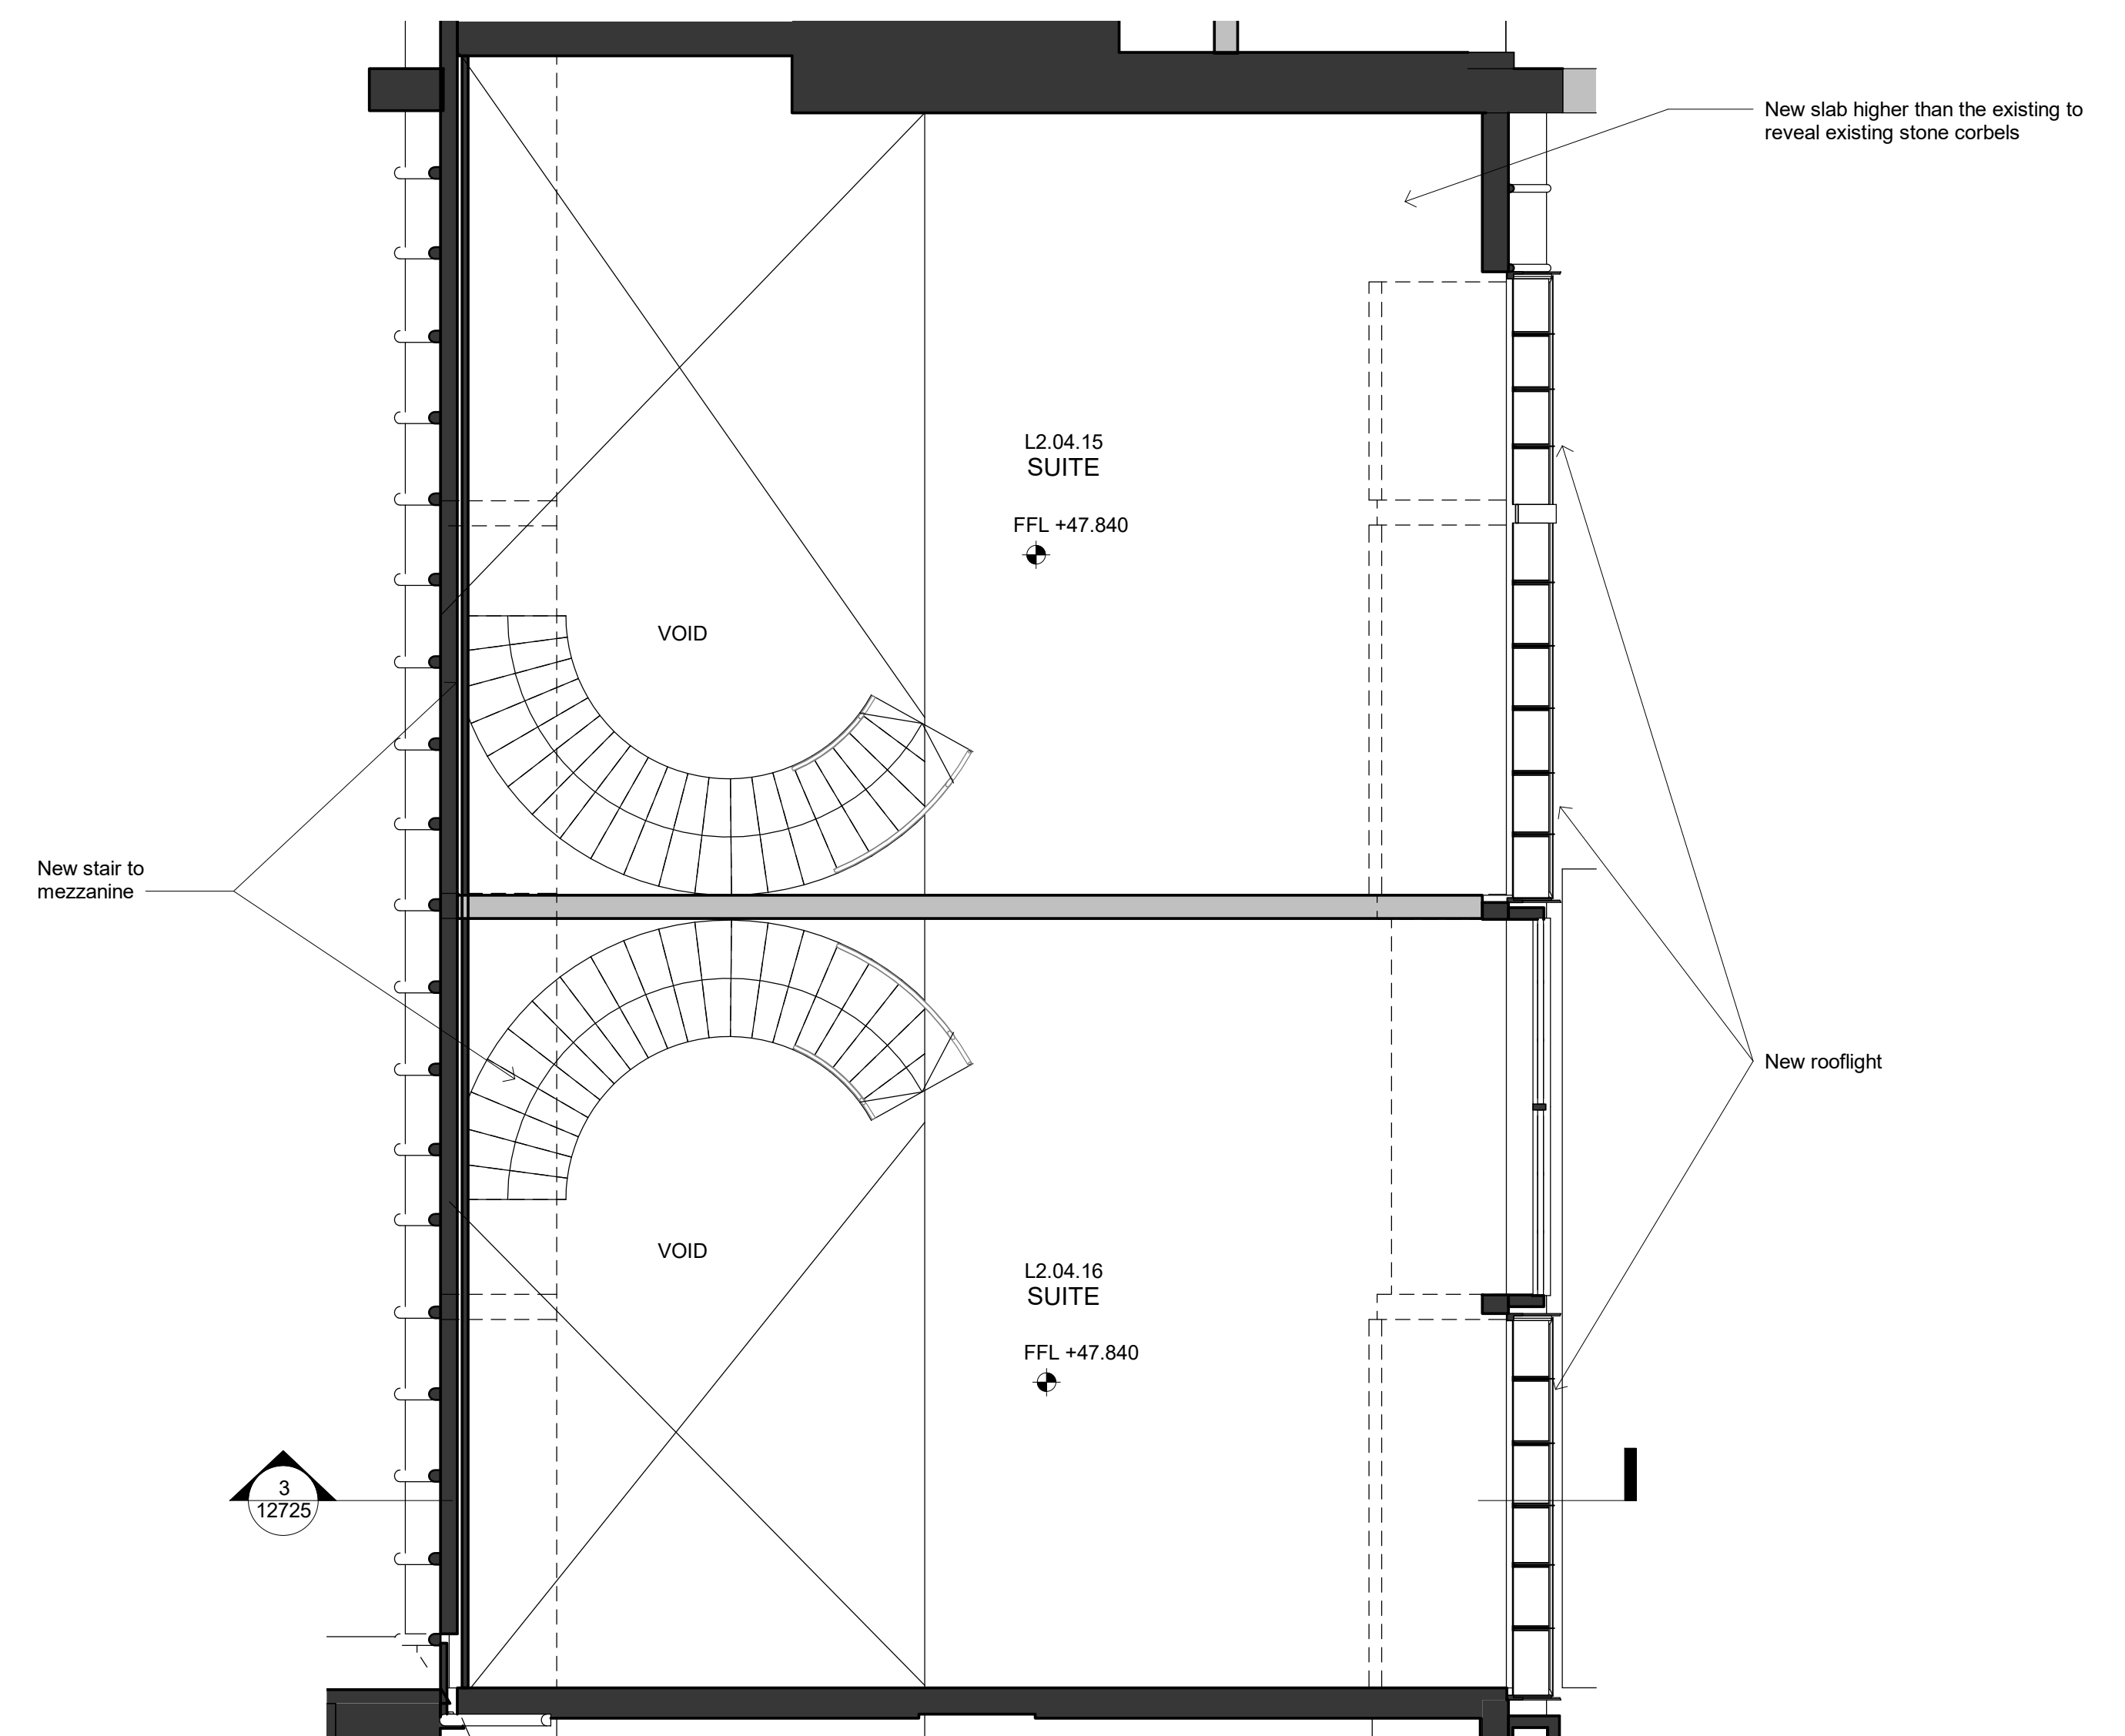 New slab higher than the existing to
reveal existing stone corbels
L2.04.15
SUITE
FFL +47.840
VOID
New stair to
mezzanine
New rooflight
VOID
L2.04.16
SUITE
FFL +47.840
3
12725